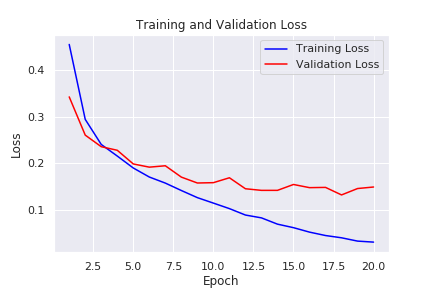 Training and Validation Loss
Training Loss
Validation Loss
Loss
0.4
0.3
0.2
0.1
2.5 5.0 7.5 10.0 12.5 15.0 17.5 20.0
Epoch